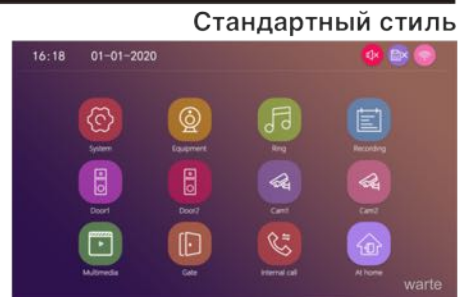 Стандартный стиль
16:18 01-01-2020
System Equipment Ring Recording
Door1 Door2 Cam1 Cam2
Multimedia Gate Internal call At home
warte